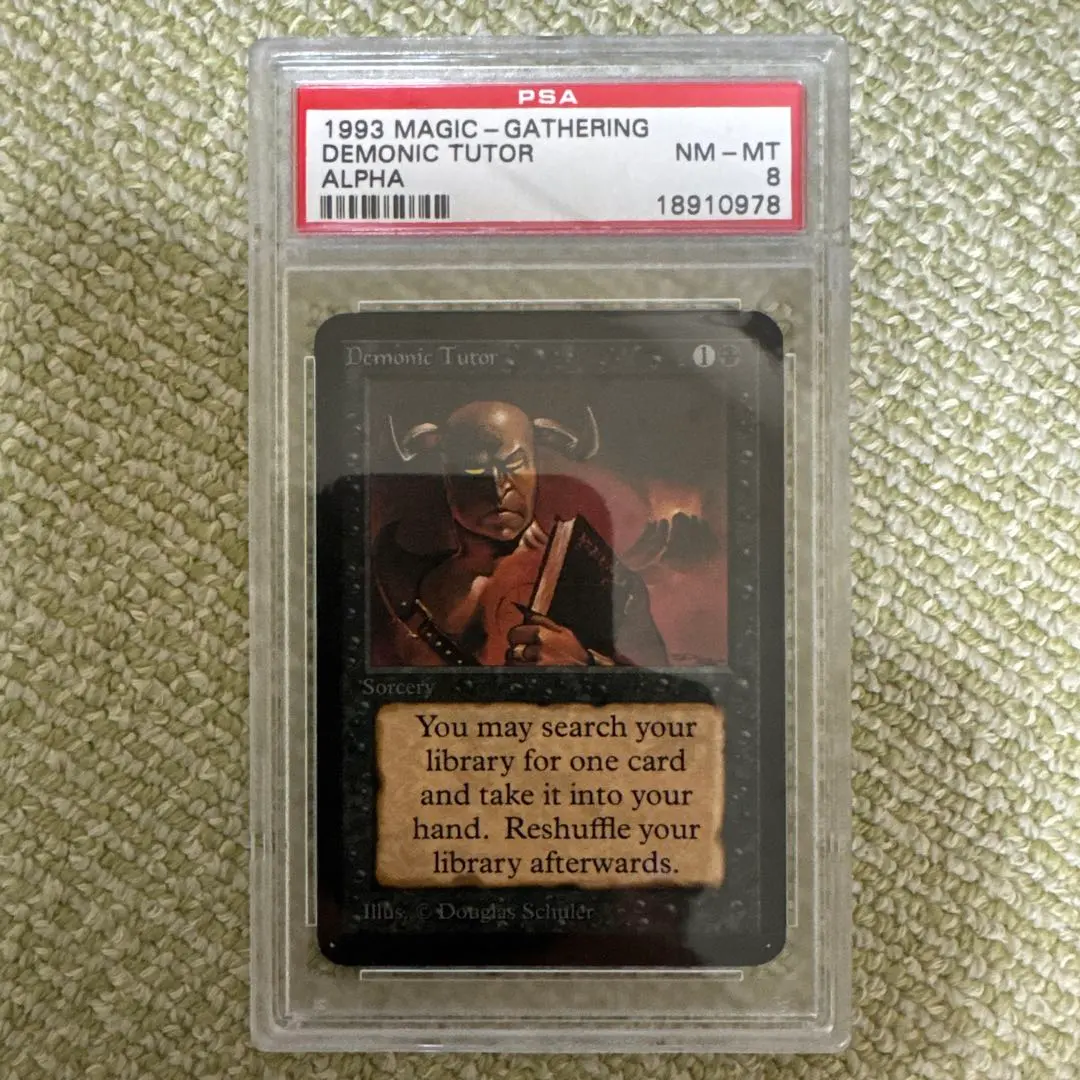 PSA
1993 MAGIC – GATHERING
DEMONIC TUTOR NM – MT
ALPHA 8
18910978
Demonic Tutor 1
Sorcery
You may search your
library for one card
and take it into your
hand. Reshuffle your
library afterwards.
Illus. © Douglas Schuler